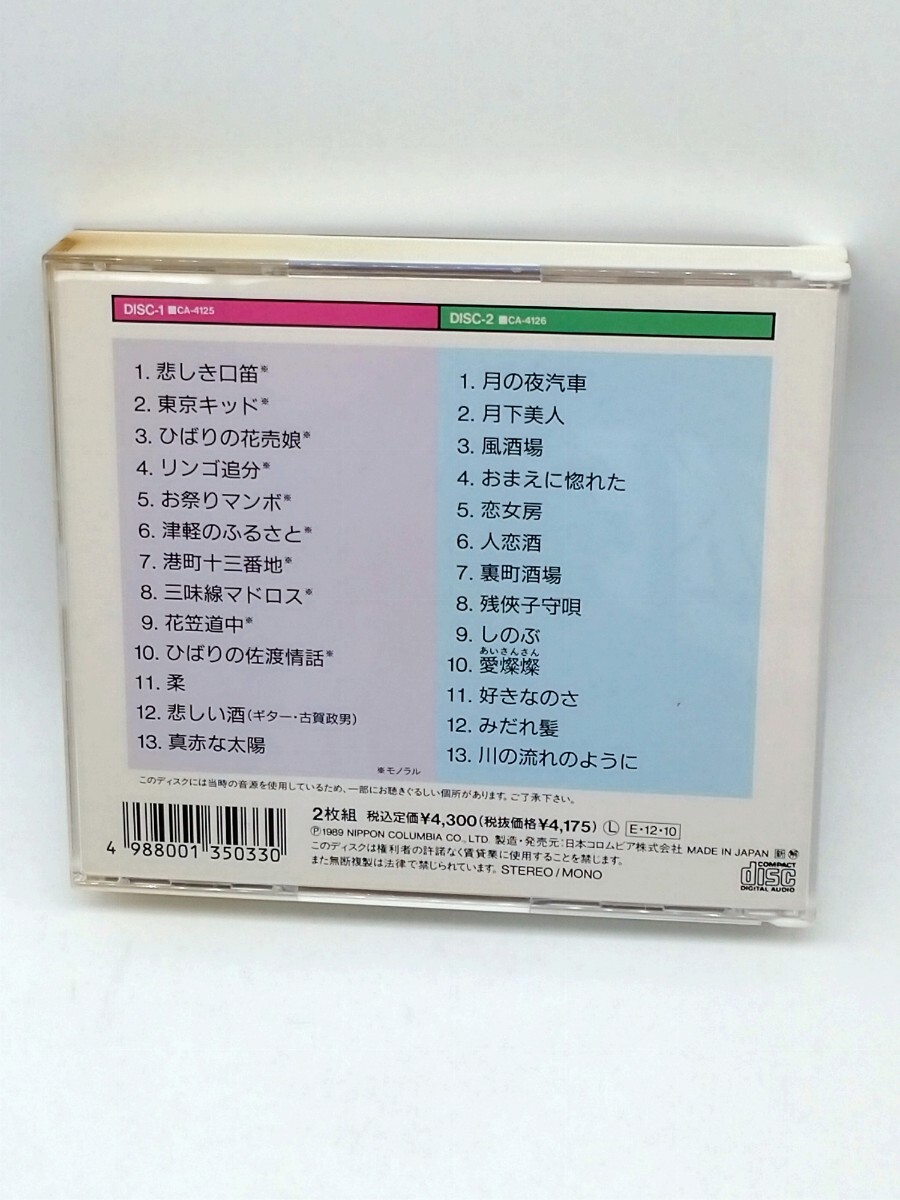 DISC-1 ■CA-4125
1. 悲しき口笛※
2. 東京キッド※
3. ひばりの花売娘※
4. リンゴ追分※
5. お祭りマンボ※
6. 津軽のふるさと※
7. 港町十三番地※
8. 三味線マドロス※
9. 花笠道中※
10. ひばりの佐渡情話※
11. 柔
12. 悲しい酒(ギター・古賀政男)
13. 真赤な太陽
※モノラル
DISC-2 ■CA-4126
1. 月の夜汽車
2. 月下美人
3. 風酒場
4. おまえに惚れた
5. 恋女房
6. 人恋酒
7. 裏町酒場
8. 残侠子守唄
9. しのぶ
あいさんさん
10. 愛燦燦
11. 好きなのさ
12. みだれ髪
13. 川の流れのように
このディスクには当時の音源を使用しているため、一部にお聴きぐるしい個所があります。ご了承下さい。
4 988001 350330
2枚組 税込定価¥4,300(税抜価格¥4,175) Ⓛ E・12・10
Ⓟ1989 NIPPON COLUMBIA CO., LTD. 製造・発売元:日本コロムビア株式会社 MADE IN JAPAN
このディスクは権利者の許諾なく賃貸業に使用することを禁じます。
また無断複製は法律で禁じられています。STEREO/MONO
COMPACT
disc
DIGITAL AUDIO